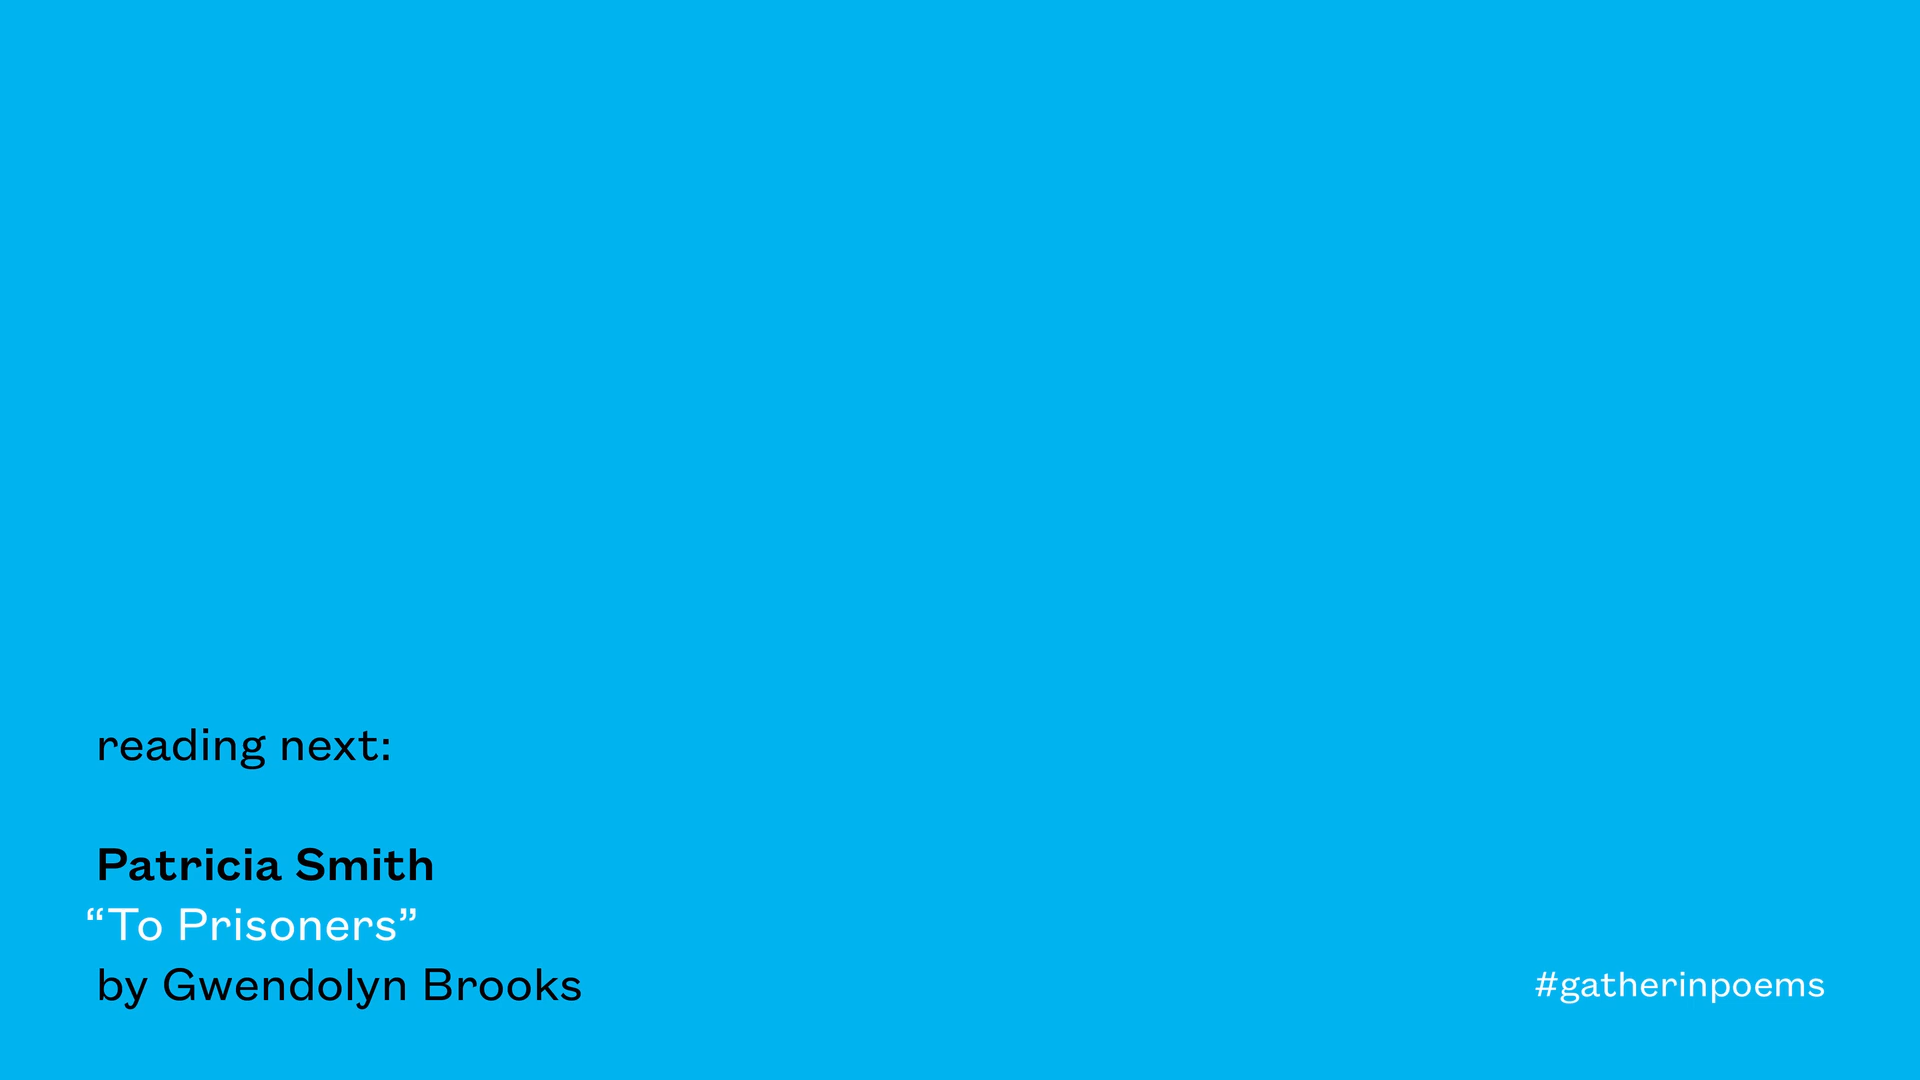 reading next:
Patricia Smith
“To Prisoners”
by Gwendolyn Brooks
#gatherinpoems